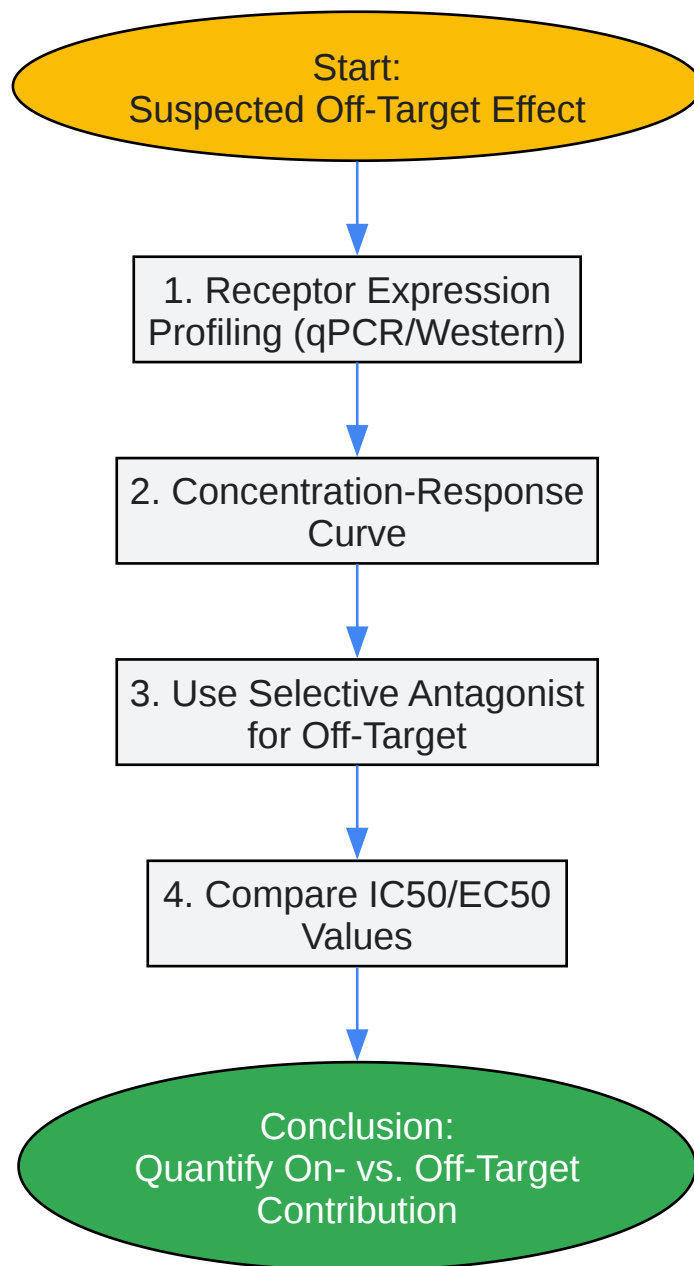 Start:
Suspected Off-Target Effect
1. Receptor Expression
Profiling (qPCR/Western)
2. Concentration-Response
Curve
3. Use Selective Antagonist
for Off-Target
4. Compare IC50/EC50
Values
Conclusion:
Quantify On- vs. Off-Target
Contribution